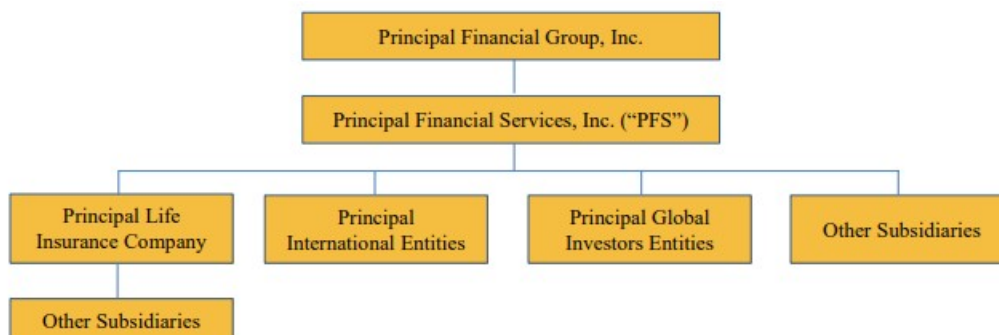 Principal Financial Group, Inc.
Principal Financial Services, Inc. (“PFS”)
Principal Life
Insurance Company
Principal
International Entities
Principal Global
Investors Entities
Other Subsidiaries
Other Subsidiaries